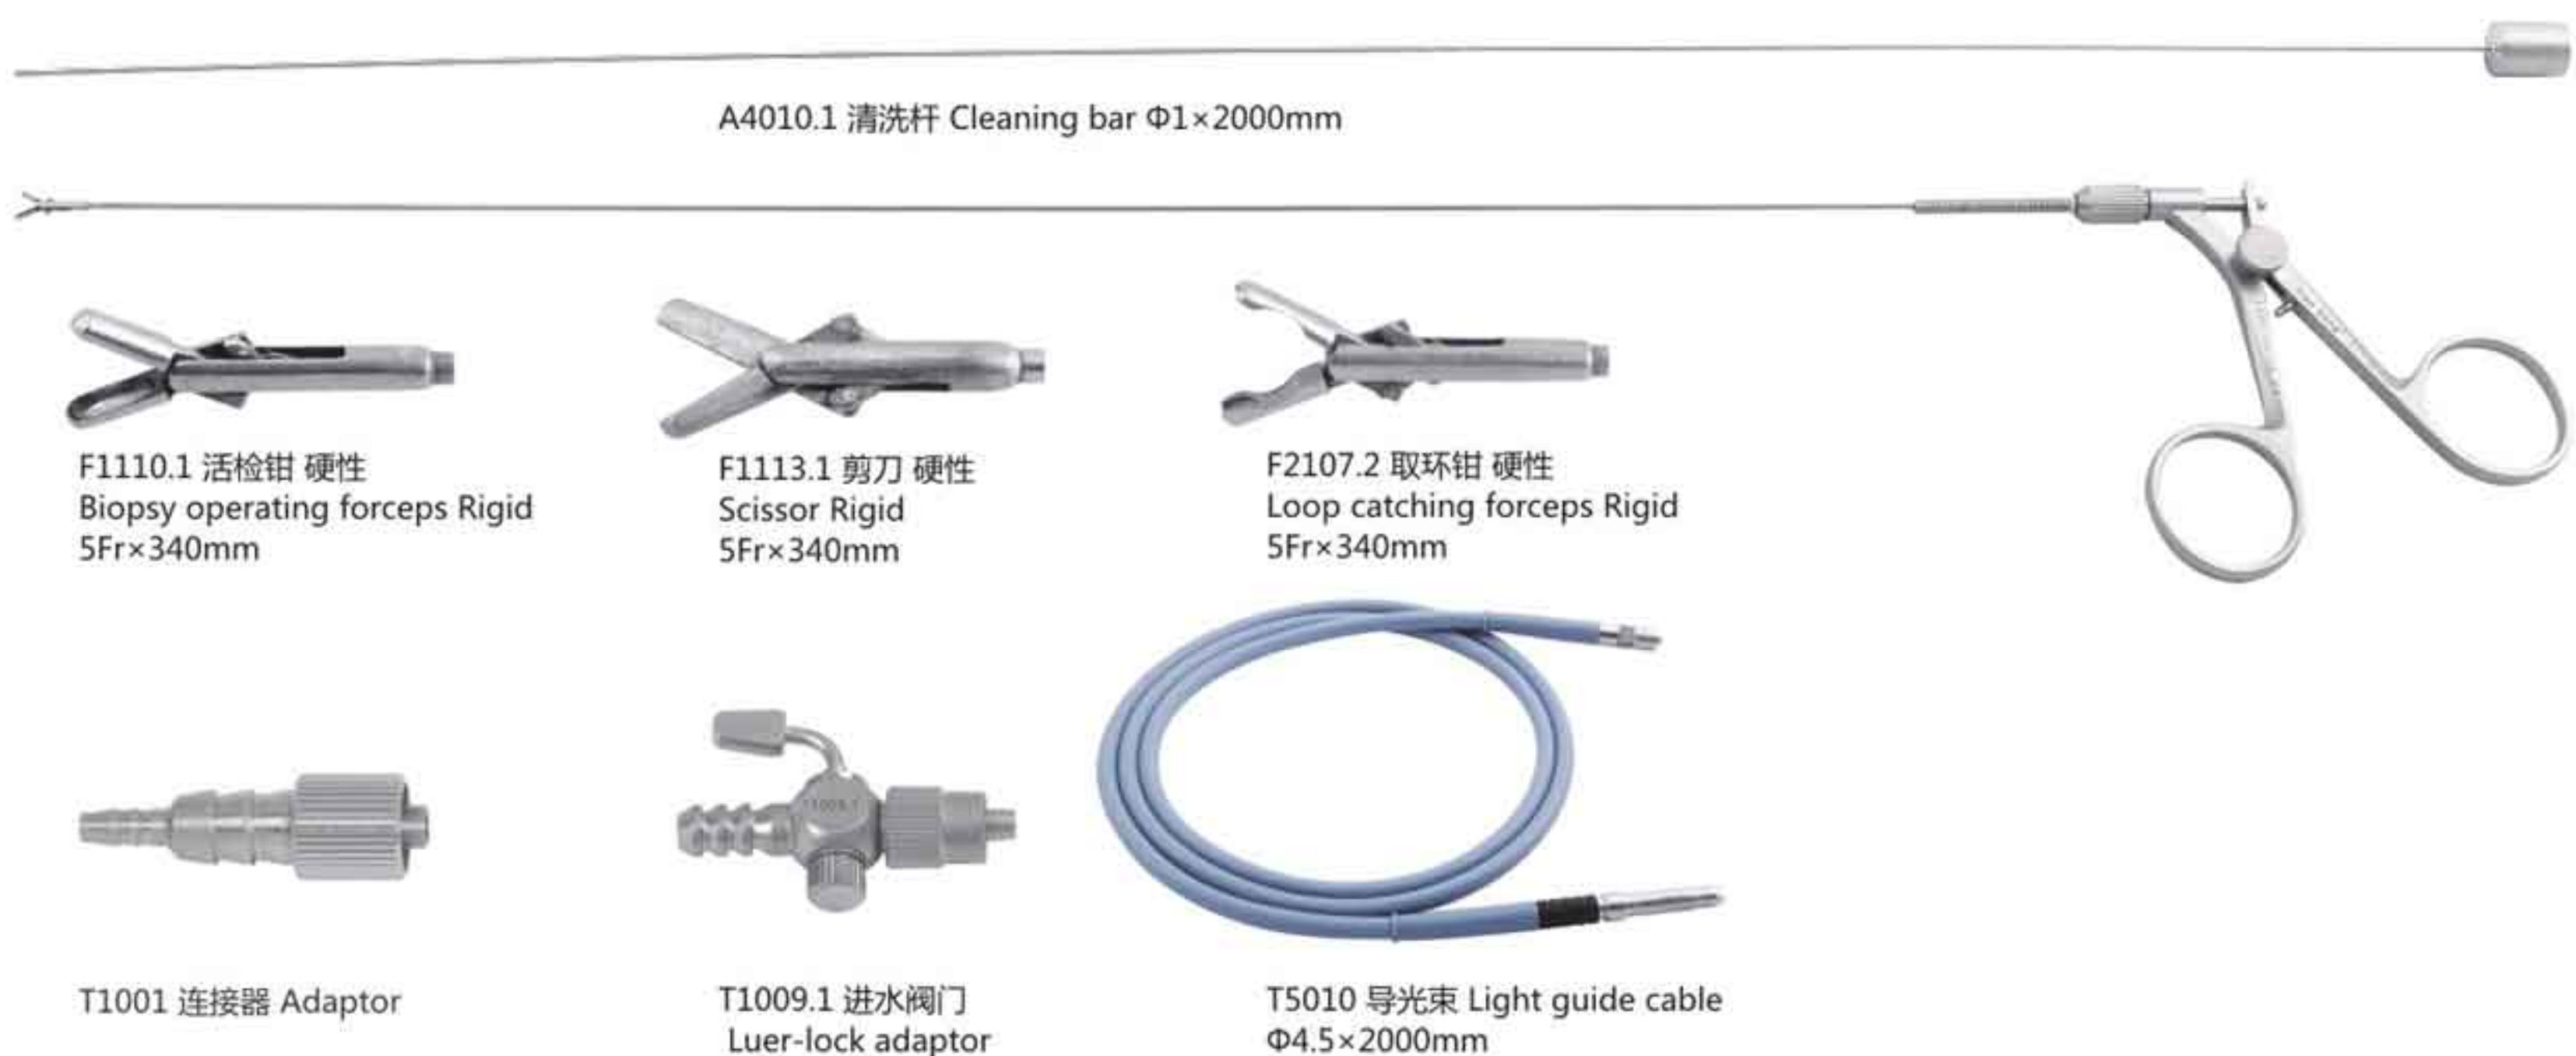 A4010.1 清洗杆 Cleaning bar Φ1×2000mm
F1110.1 活检钳 硬性
Biopsy operating forceps Rigid
5Fr×340mm
F1113.1 剪刀 硬性
Scissor Rigid
5Fr×340mm
F2107.2 取环钳 硬性
Loop catching forceps Rigid
5Fr×340mm
T1009.1
T1001 连接器 Adaptor
T1009.1 进水阀门
Luer-lock adaptor
T5010 导光束 Light guide cable
Φ4.5×2000mm